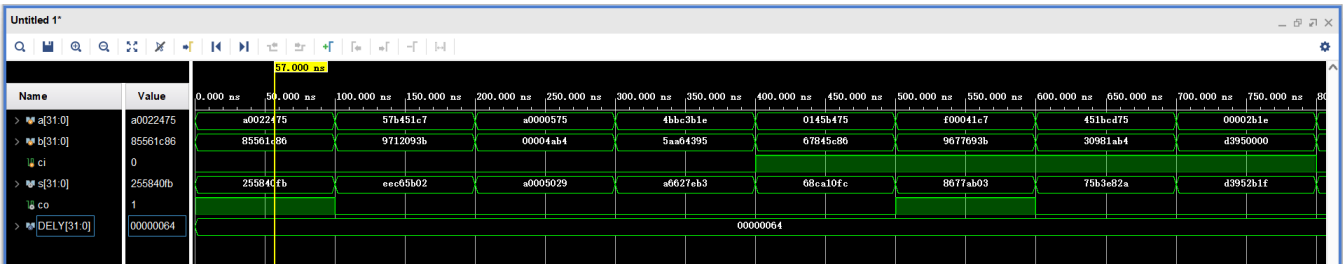 Untitled 1*
57.000 ns
Name Value 0.000 ns 50.000 ns 100.000 ns 150.000 ns 200.000 ns 250.000 ns 300.000 ns 350.000 ns 400.000 ns 450.000 ns 500.000 ns 550.000 ns 600.000 ns 650.000 ns 700.000 ns 750.000 ns 80
a[31:0] a0022475 a0022475 57b451c7 a0000575 4bbc3b1e 0145b475 f00041c7 451bcd75 00002b1e
b[31:0] 85561c86 85561c86 9712093b 00004ab4 5aa64395 67845c86 9677693b 30981ab4 d3950000
ci 0
s[31:0] 255840fb 255840fb eec65b02 a0005029 a6627eb3 68ca10fc 8677ab03 75b3e82a d3952b1f
co 1
DELY[31:0] 00000064 00000064